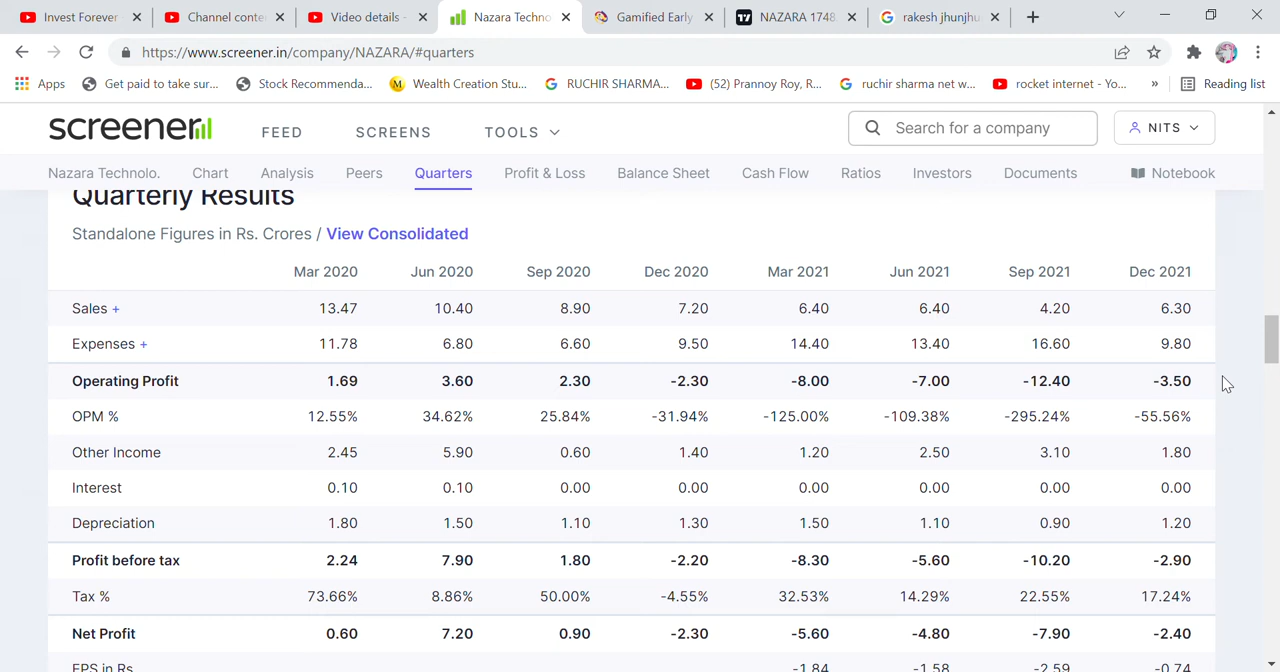 Invest Forever
Channel conte
Video details -
Nazara Techno
Gamified Early
NAZARA 1748
rakesh jhunjhu
https://www.screener.in/company/NAZARA/#quarters
Apps
Get paid to take sur...
Stock Recommenda...
Wealth Creation Stu...
RUCHIR SHARMA...
(52) Prannoy Roy, R...
ruchir sharma net w...
rocket internet - Yo...
»
Reading list
screener
FEED
SCREENS
TOOLS
Search for a company
NITS
Nazara Technolo.
Chart
Analysis
Peers
Quarters
Profit & Loss
Balance Sheet
Cash Flow
Ratios
Investors
Documents
Notebook
Quarterly Results
Standalone Figures in Rs. Crores / View Consolidated
Mar 2020 Jun 2020 Sep 2020 Dec 2020 Mar 2021 Jun 2021 Sep 2021 Dec 2021
Sales + 13.47 10.40 8.90 7.20 6.40 6.40 4.20 6.30
Expenses + 11.78 6.80 6.60 9.50 14.40 13.40 16.60 9.80
Operating Profit 1.69 3.60 2.30 -2.30 -8.00 -7.00 -12.40 -3.50
OPM % 12.55% 34.62% 25.84% -31.94% -125.00% -109.38% -295.24% -55.56%
Other Income 2.45 5.90 0.60 1.40 1.20 2.50 3.10 1.80
Interest 0.10 0.10 0.00 0.00 0.00 0.00 0.00 0.00
Depreciation 1.80 1.50 1.10 1.30 1.50 1.10 0.90 1.20
Profit before tax 2.24 7.90 1.80 -2.20 -8.30 -5.60 -10.20 -2.90
Tax % 73.66% 8.86% 50.00% -4.55% 32.53% 14.29% 22.55% 17.24%
Net Profit 0.60 7.20 0.90 -2.30 -5.60 -4.80 -7.90 -2.40
EPS in Rs -1.84 -1.58 -2.59 -0.74